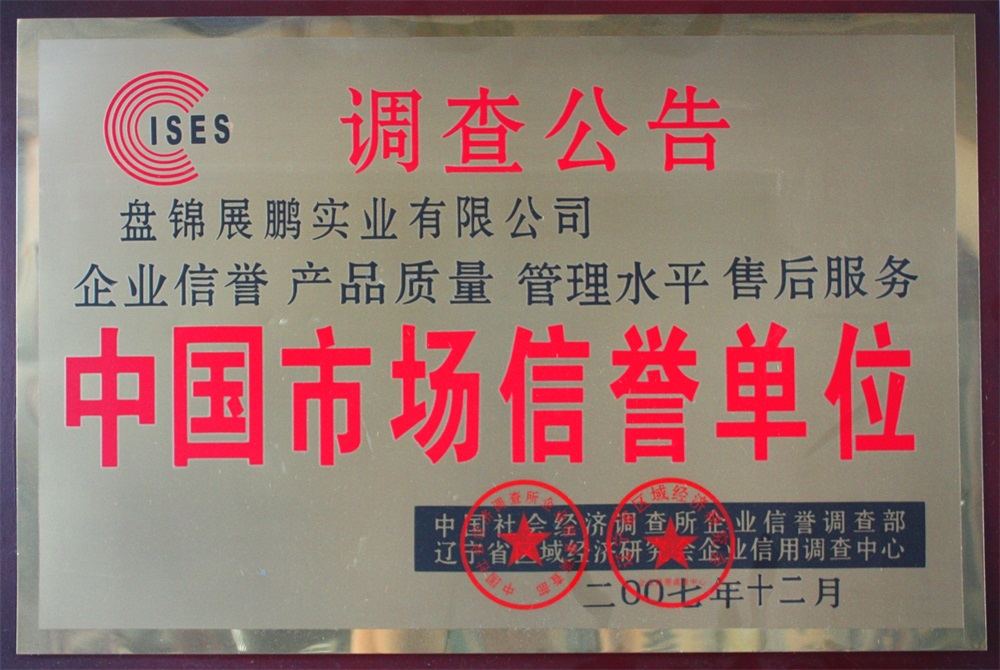 ISES
调查公告
盘锦展鹏实业有限公司
企业信誉 产品质量 管理水平 售后服务
中国市场信誉单位
中国社会经济调查所企业信誉调查部
辽宁省区域经济研究会企业信用调查中心
二00七年十二月